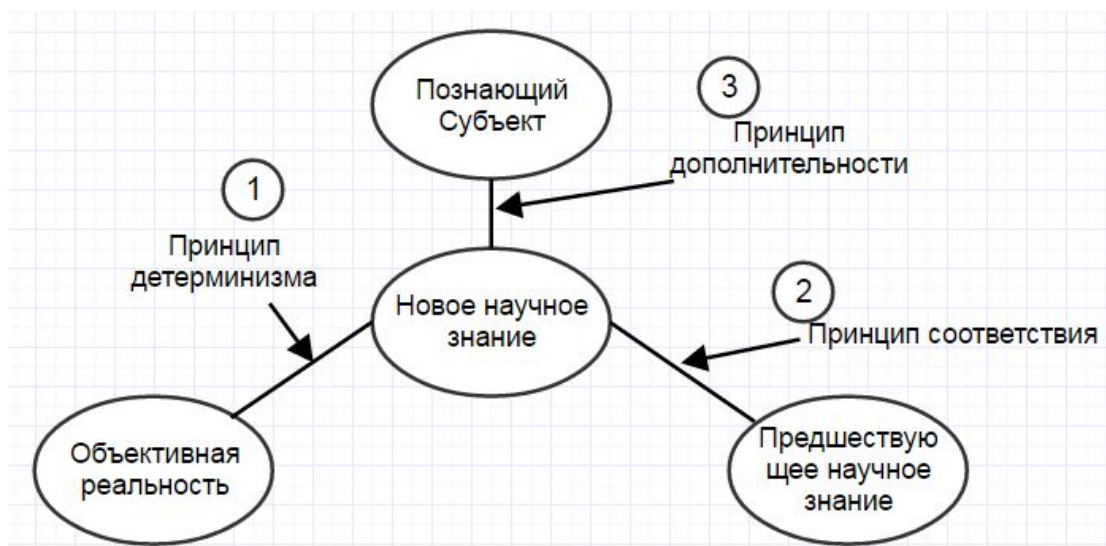 Познающий
Субъект
3
Принцип
дополнительности
1
Принцип
детерминизма
Новое научное
знание
2
Принцип соответствия
Объективная
реальность
Предшествую
щее научное
знание